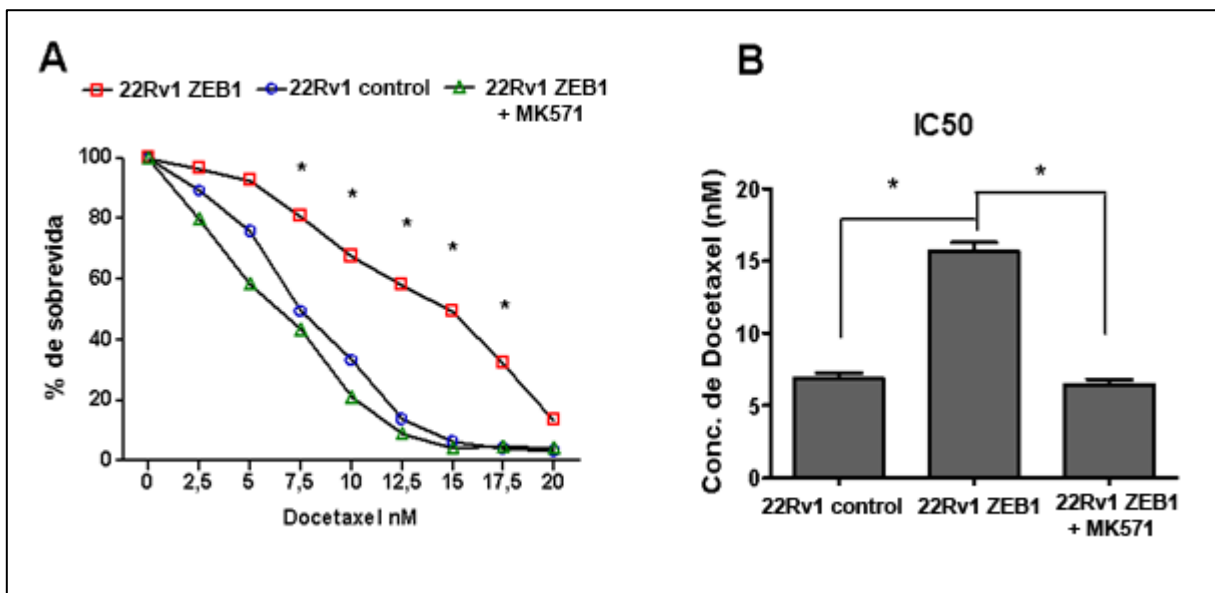 A
22Rv1 ZEB1 22Rv1 control 22Rv1 ZEB1
+ MK571
* * * * *
% de sobrevida
100
80
60
40
20
0
0 2,5 5 7,5 10 12,5 15 17,5 20
Docetaxel nM
B
IC50
* *
Conc. de Docetaxel (nM)
20
15
10
5
0
22Rv1 control 22Rv1 ZEB1 22Rv1 ZEB1
+ MK571